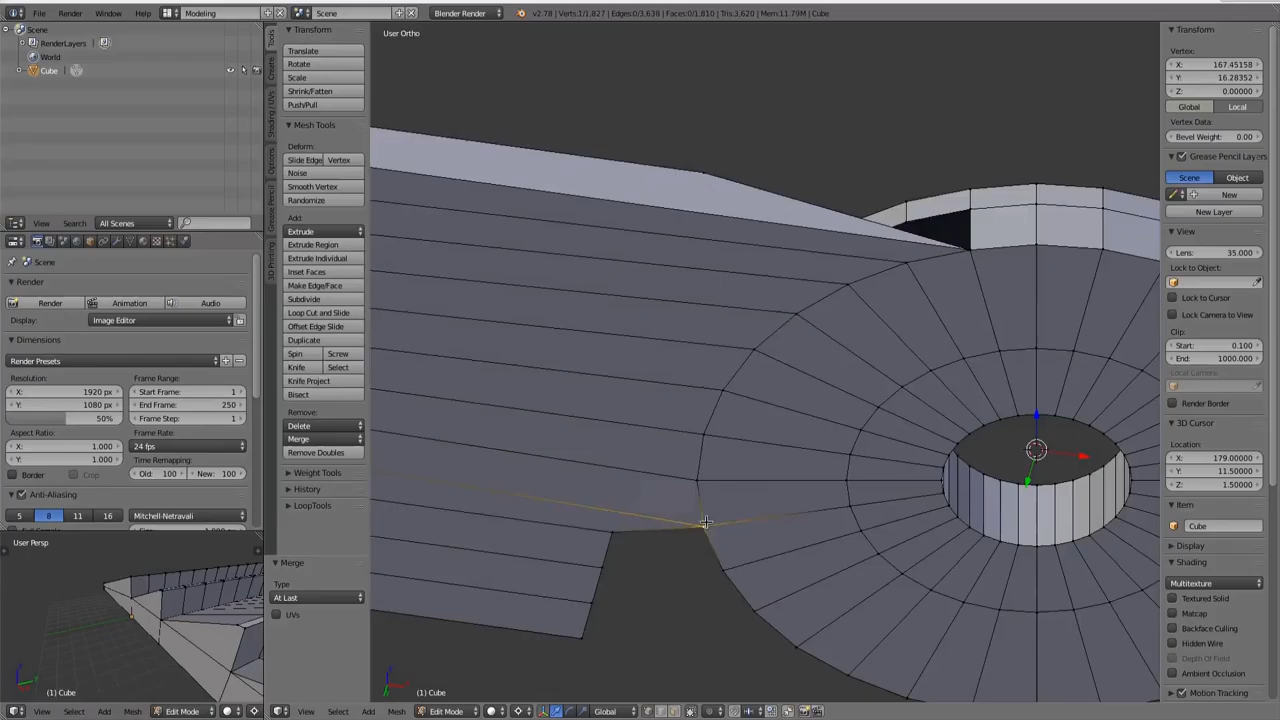 File Render Window Help Modeling Scene Blender Render v2.78 | Verts:1/1,827 | Edges:0/3,638 | Faces:0/1,810 | Tris:3,620 | Mem:11.79M | Cube
Scene
RenderLayers
World
Cube
View Search All Scenes
Scene
Render
Render Animation Audio
Display: Image Editor
Dimensions
Render Presets
Resolution: Frame Range:
X: 1920 px Start Frame: 1
Y: 1080 px End Frame: 250
50% Frame Step: 1
Aspect Ratio: Frame Rate:
X: 1.000 24 fps
Y: 1.000 Time Remapping:
Border Crop Old: 100 New: 100
Anti-Aliasing
5 8 11 16 Mitchell-Netravali
User Persp
(1) Cube
View Select Add Mesh Edit Mode
Tools
Create
Shading / UVs
Options
Grease Pencil
3D Printing
Transform
Translate
Rotate
Scale
Shrink/Fatten
Push/Pull
Mesh Tools
Deform:
Slide Edge Vertex
Noise
Smooth Vertex
Randomize
Add:
Extrude
Extrude Region
Extrude Individual
Inset Faces
Make Edge/Face
Subdivide
Loop Cut and Slide
Offset Edge Slide
Duplicate
Spin Screw
Knife Select
Knife Project
Bisect
Remove:
Delete
Merge
Remove Doubles
Weight Tools
History
LoopTools
Merge
Type
At Last
UVs
User Ortho
(1) Cube
View Select Add Mesh Edit Mode Global
Transform
Vertex:
X: 167.45158
Y: 16.28352
Z: 0.00000
Global Local
Vertex Data:
Bevel Weight: 0.00
Grease Pencil Layers
Scene Object
New
New Layer
View
Lens: 35.000
Lock to Object:
Lock to Cursor
Lock Camera to View
Clip:
Start: 0.100
End: 1000.000
Local Camera:
Render Border
3D Cursor
Location:
X: 179.00000
Y: 11.50000
Z: 1.50000
Item
Cube
Display
Shading
Multitexture
Textured Solid
Matcap
Backface Culling
Hidden Wire
Depth Of Field
Ambient Occlusion
Motion Tracking